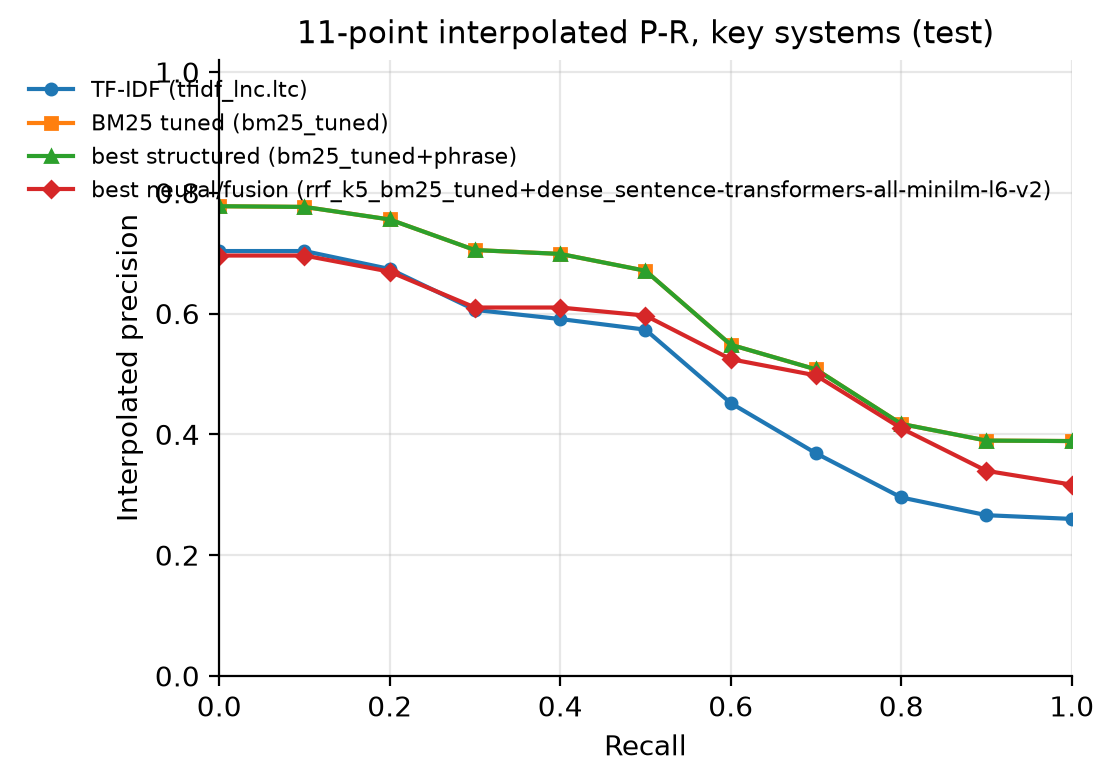 11-point interpolated P-R, key systems (test)
TF-IDF (tfidf_lnc.ltc)
BM25 tuned (bm25_tuned)
best structured (bm25_tuned+phrase)
best neural/fusion (rrf_k5_bm25_tuned+dense_sentence-transformers-all-minilm-l6-v2)
1.0
0.8
0.6
0.4
0.2
0.0
Interpolated precision
0.0 0.2 0.4 0.6 0.8 1.0
Recall